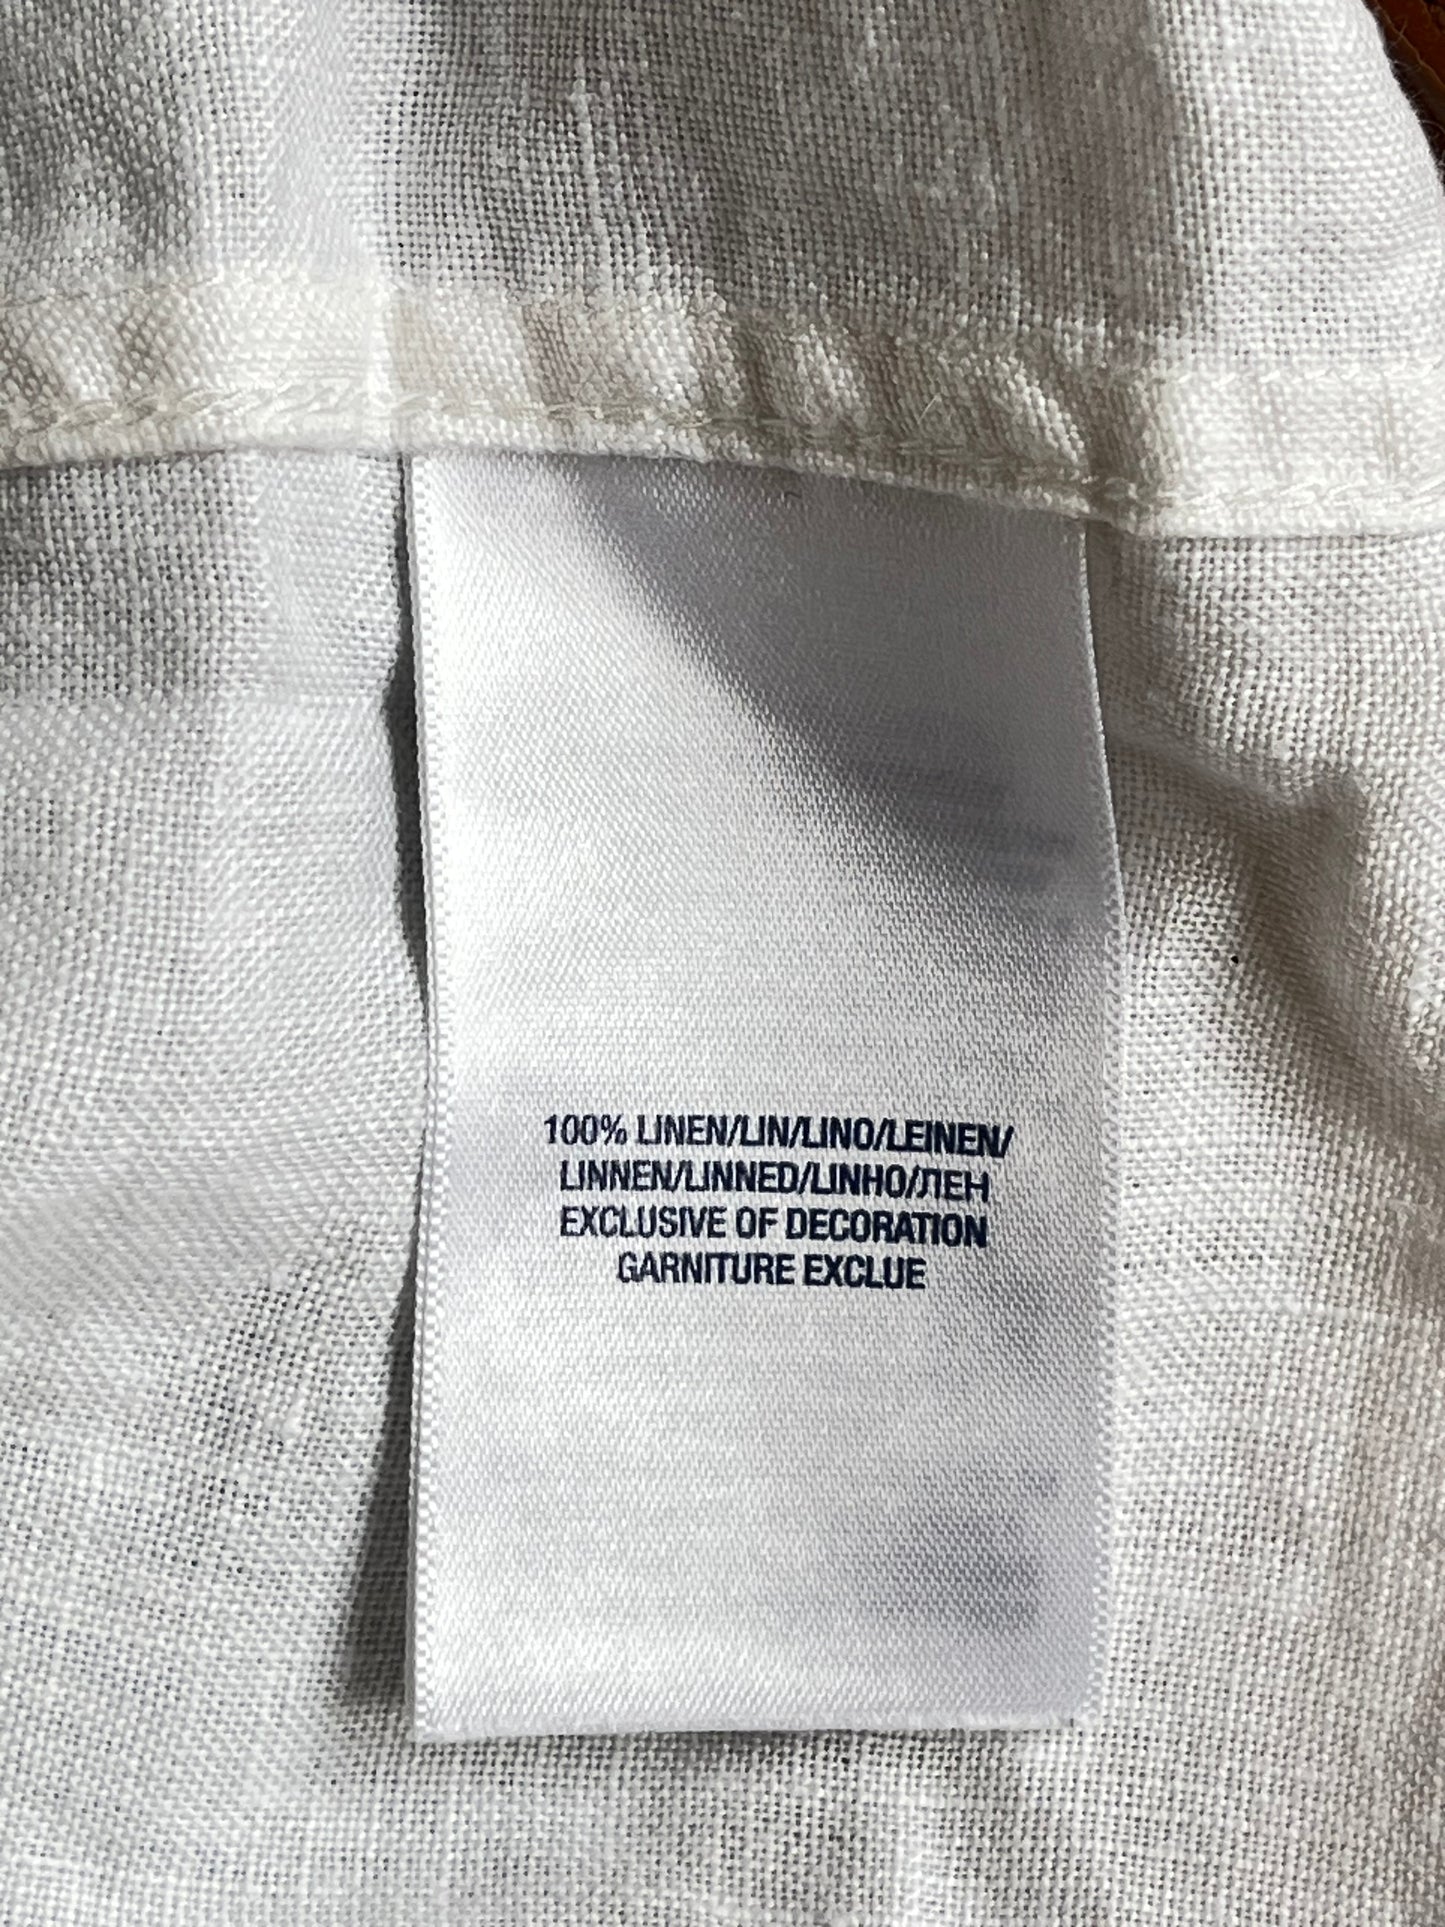 100% LINEN/LIN/LINO/LEINEN/
LINNEN/LINNED/LINHO/ЛЕН
EXCLUSIVE OF DECORATION
GARNITURE EXCLUE